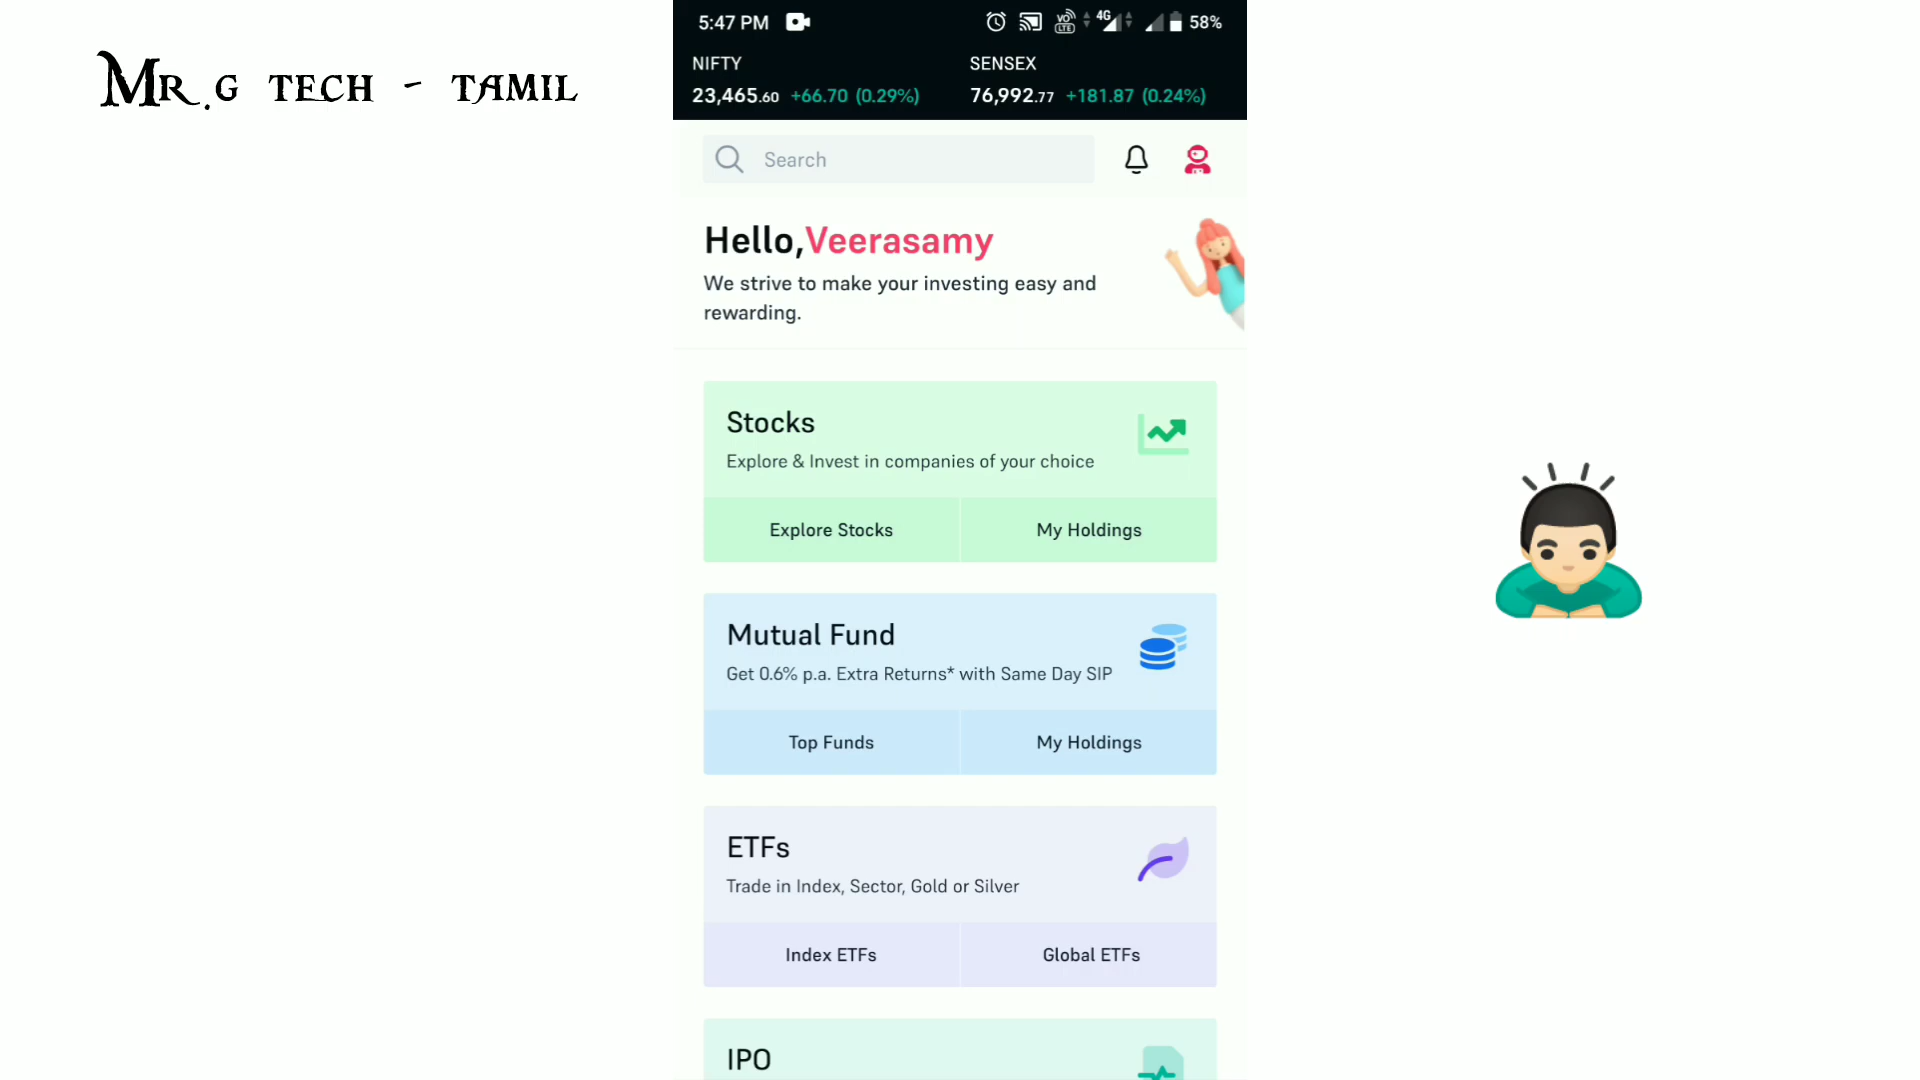 Mr.G TECH - TAMIL
5:47 PM
VO LTE 4G 58%
NIFTY
23,465.60 +66.70 (0.29%)
SENSEX
76,992.77 +181.87 (0.24%)
Search
Hello,Veerasamy
We strive to make your investing easy and
rewarding.
Stocks
Explore & Invest in companies of your choice
Explore Stocks
My Holdings
Mutual Fund
Get 0.6% p.a. Extra Returns* with Same Day SIP
Top Funds
My Holdings
ETFs
Trade in Index, Sector, Gold or Silver
Index ETFs
Global ETFs
IPO